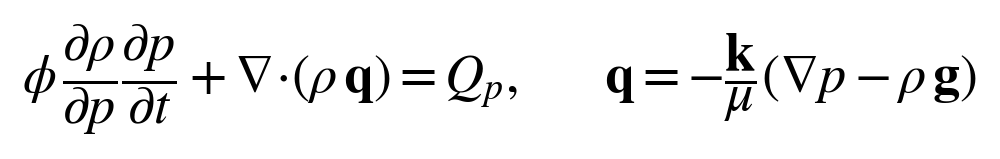 ϕ ∂ρ/∂p ∂p/∂t + ∇·(ρ q) = Q_p, q = −k/μ (∇p − ρ g)